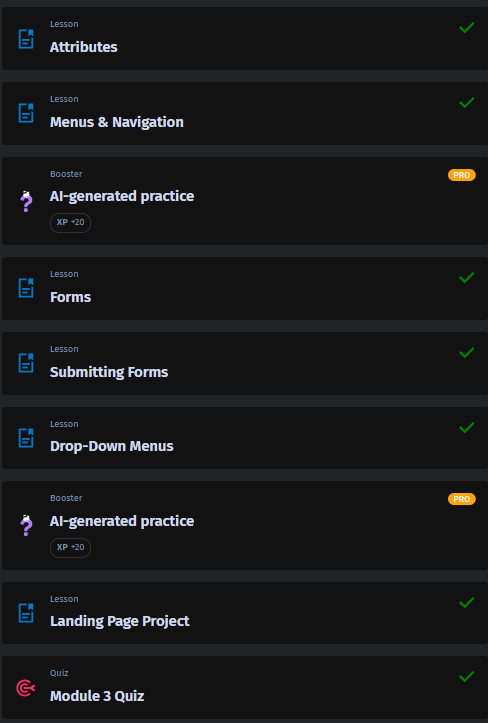 Lesson
Attributes
Lesson
Menus & Navigation
Booster
PRO
AI-generated practice
XP +20
Lesson
Forms
Lesson
Submitting Forms
Lesson
Drop-Down Menus
Booster
PRO
AI-generated practice
XP +20
Lesson
Landing Page Project
Quiz
Module 3 Quiz